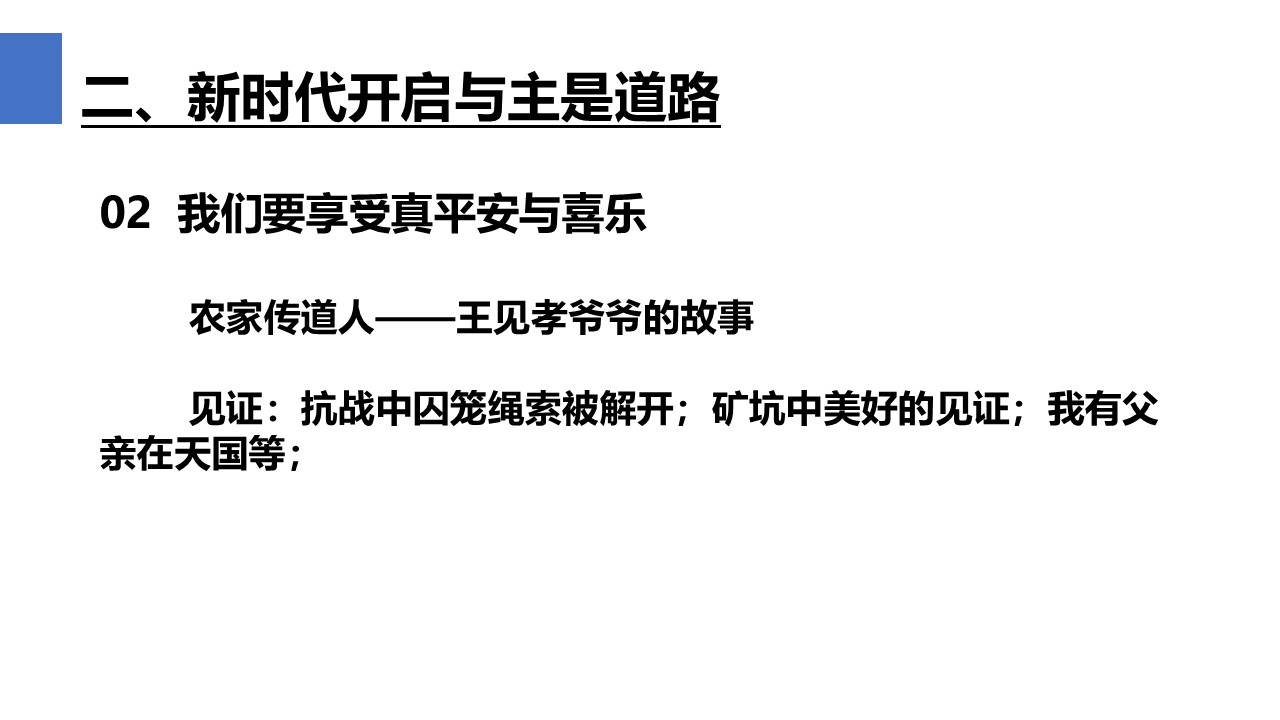 二、新时代开启与主是道路
02 我们要享受真平安与喜乐
农家传道人——王见孝爷爷的故事
见证：抗战中囚笼绳索被解开；矿坑中美好的见证；我有父
亲在天国等；